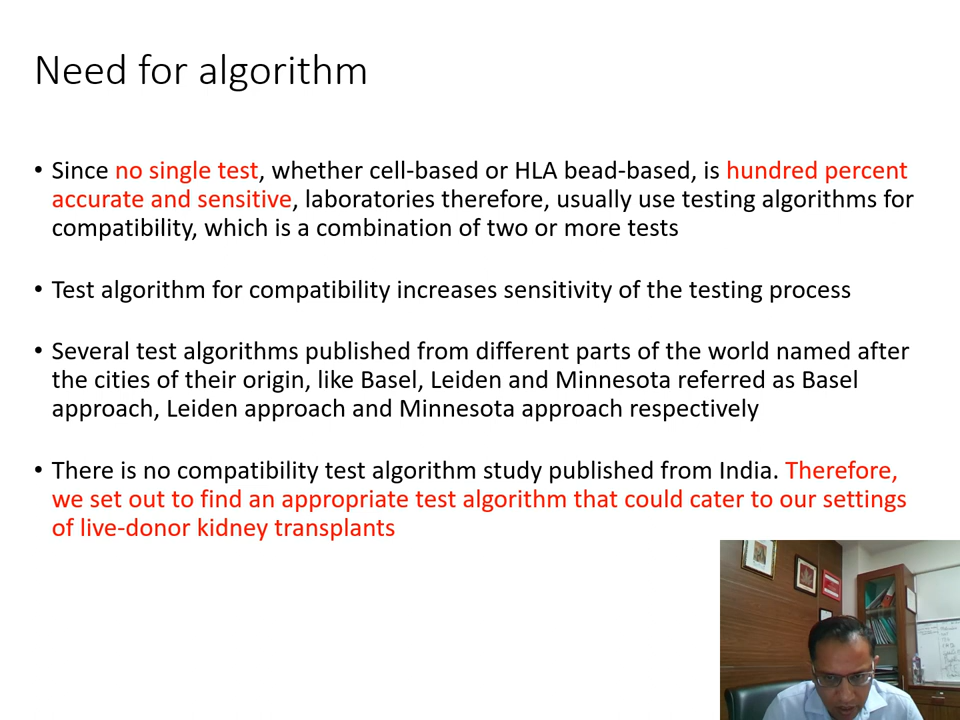 Need for algorithm
• Since no single test, whether cell-based or HLA bead-based, is hundred percent
accurate and sensitive, laboratories therefore, usually use testing algorithms for
compatibility, which is a combination of two or more tests
• Test algorithm for compatibility increases sensitivity of the testing process
• Several test algorithms published from different parts of the world named after
the cities of their origin, like Basel, Leiden and Minnesota referred as Basel
approach, Leiden approach and Minnesota approach respectively
• There is no compatibility test algorithm study published from India. Therefore,
we set out to find an appropriate test algorithm that could cater to our settings
of live-donor kidney transplants